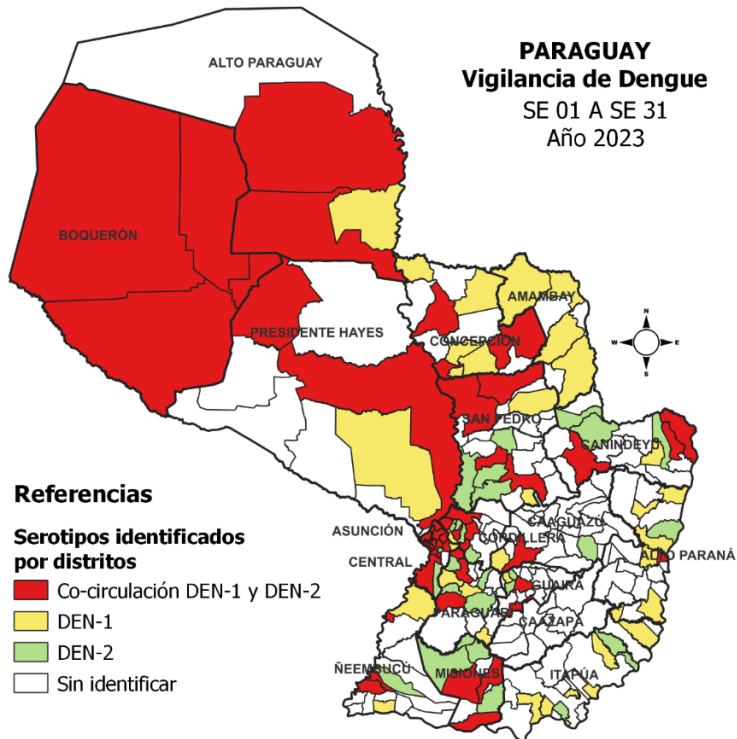 PARAGUAY
Vigilancia de Dengue
SE 01 A SE 31
Año 2023
ALTO PARAGUAY
BOQUERÓN
AMAMBAY
PRESIDENTE HAYES
CONCEPCIÓN
N
W
E
S
SAN PEDRO
CANINDEYÚ
ASUNCIÓN
CAAGUAZÚ
CORDILLERA
CENTRAL
ALTO PARANÁ
GUAIRÁ
PARAGUARÍ
CAAZAPÁ
ÑEEMBUCÚ
MISIONES
ITAPÚA
Referencias
Serotipos identificados
por distritos
Co-circulación DEN-1 y DEN-2
DEN-1
DEN-2
Sin identificar